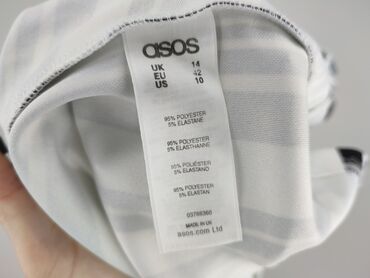 asos
UK 14
EU 42
US 10
95% POLYESTER
5% ELASTANE
95% POLYESTER
5% ELASTHANNE
95% POLIÉSTER
5% ELASTANO
95% POLYESTER
5% ELASTAN
03788360
MADE IN UK
asos.com Ltd